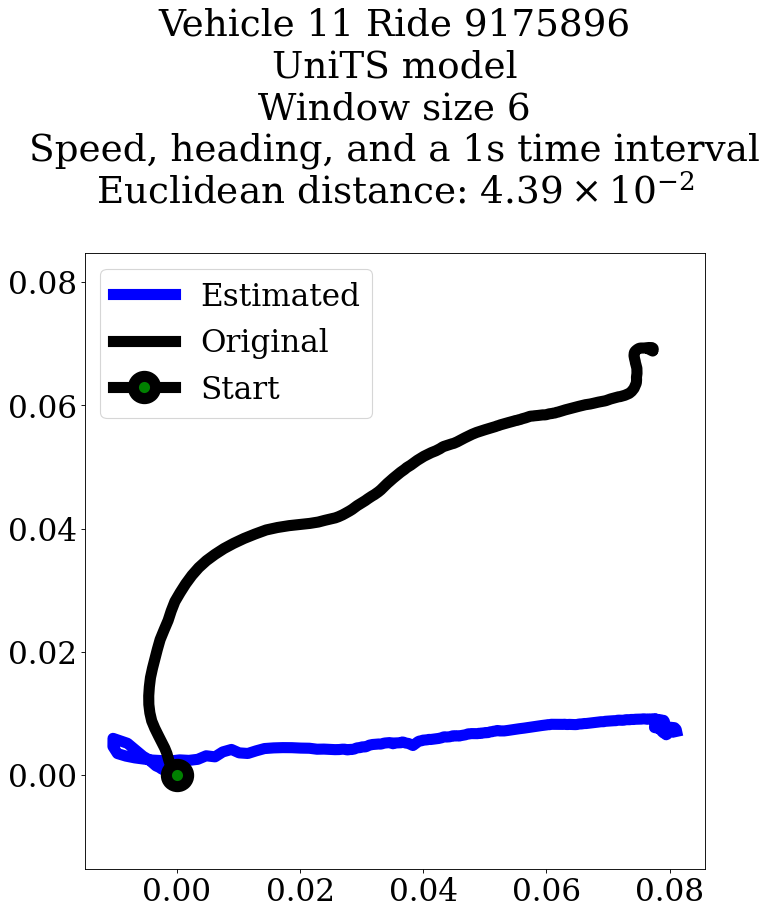 Vehicle 11 Ride 9175896
UniTS model
Window size 6
Speed, heading, and a 1s time interval
Euclidean distance: 4.39 × 10⁻²
Estimated
Original
Start
0.08
0.06
0.04
0.02
0.00
0.00 0.02 0.04 0.06 0.08